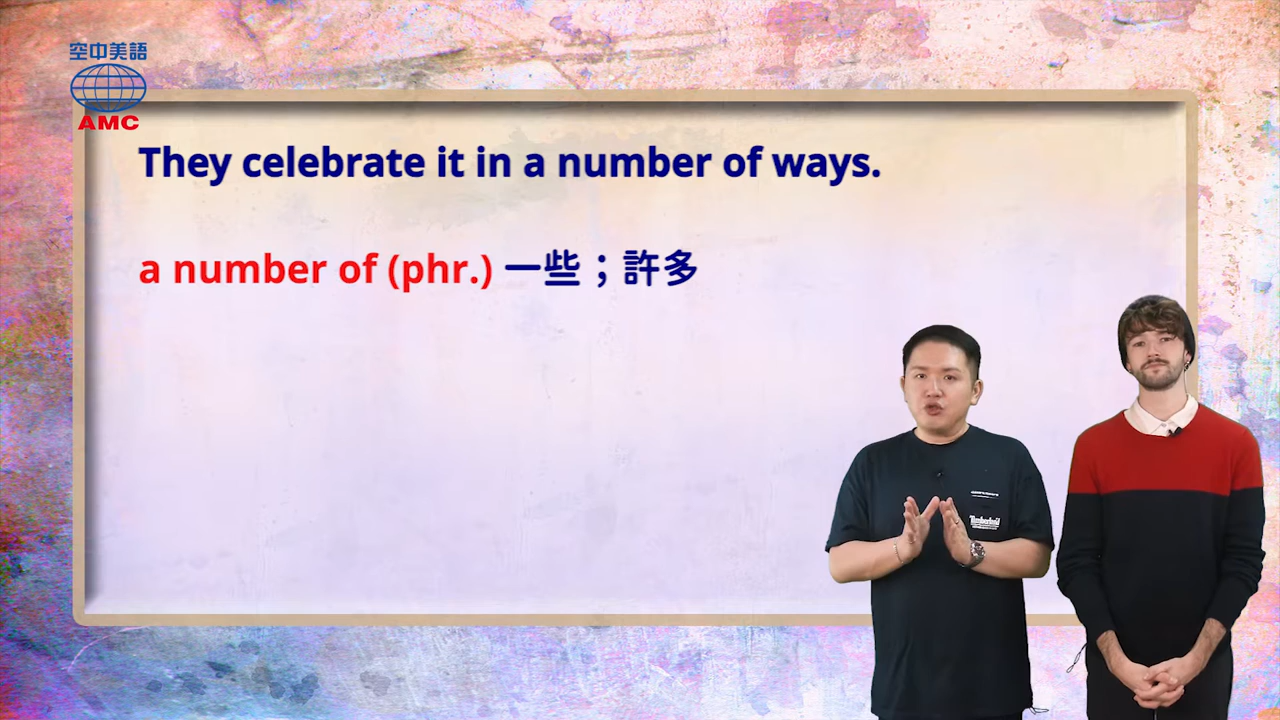 空中美語
AMC
They celebrate it in a number of ways.
a number of (phr.) 一些；許多
Timberland